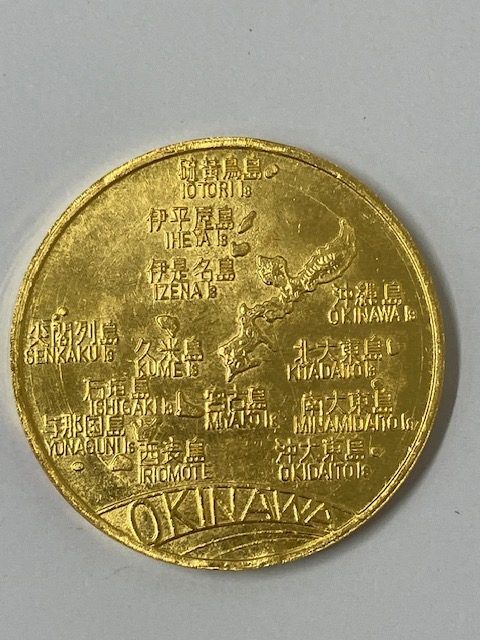 硫黄鳥島
IOTORI Is
伊平屋島
IHEYA Is
伊是名島
IZENA Is
沖縄島
OKINAWA Is
尖閣列島
SENKAKU Is
久米島
KUME Is
北大東島
KITADAITO Is
石垣島
ISHIGAKI Is
宮古島
MIYAKO Is
南大東島
MINAMIDAITO Is
与那国島
YONAGUNI Is
西表島
IRIOMOTE
沖大東島
OKIDAITO Is
OKINAWA